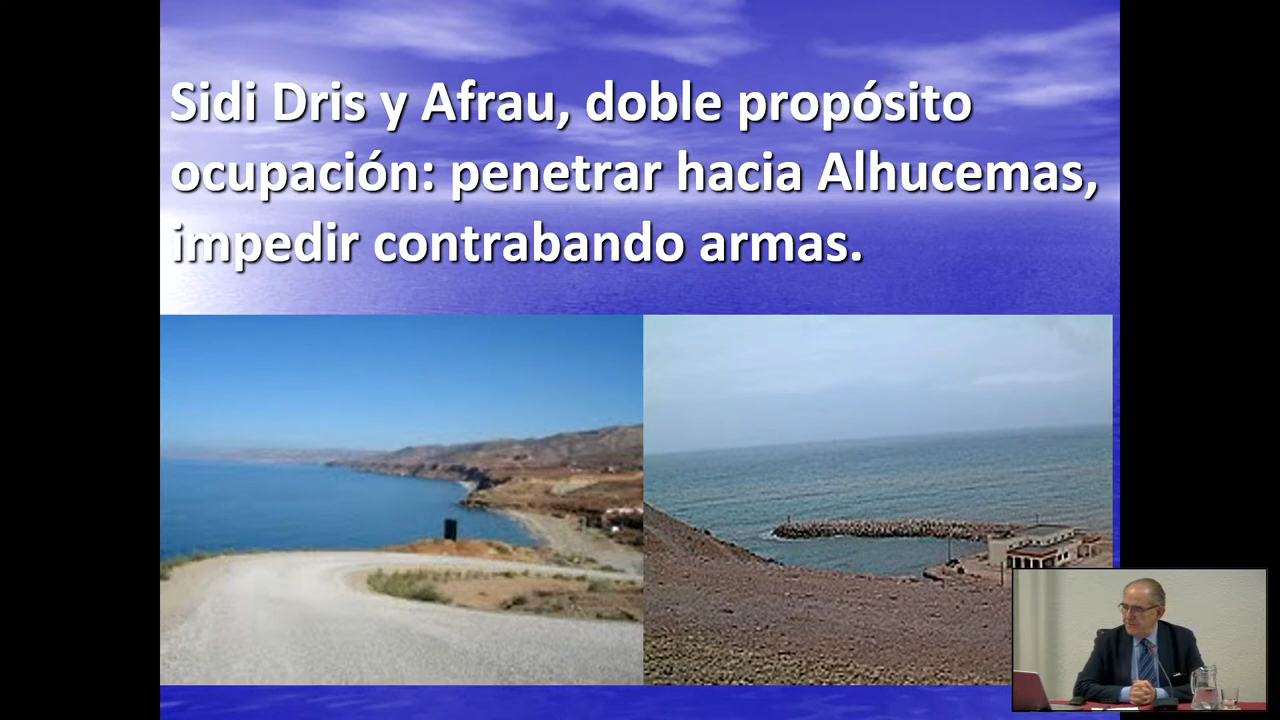 Sidi Dris y Afrau, doble propósito
ocupación: penetrar hacia Alhucemas,
impedir contrabando armas.